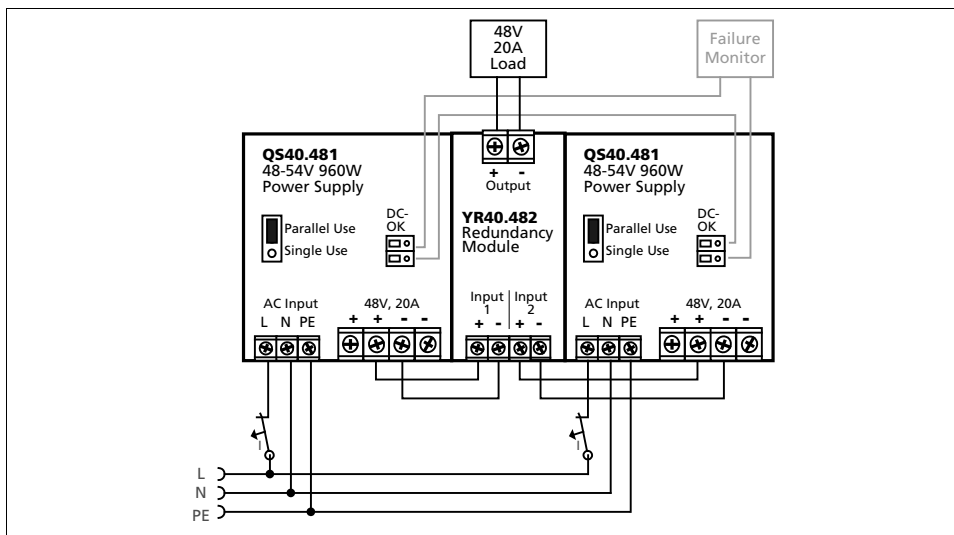 48V
20A
Load
Failure
Monitor
QS40.481
48-54V 960W
Power Supply
Parallel Use
Single Use
DC-
OK
AC Input
L N PE
48V, 20A
+ + - -
+ -
Output
YR40.482
Redundancy
Module
Input
1
Input
2
+ - + -
QS40.481
48-54V 960W
Power Supply
Parallel Use
Single Use
DC-
OK
AC Input
L N PE
48V, 20A
+ + - -
I
I
L
N
PE